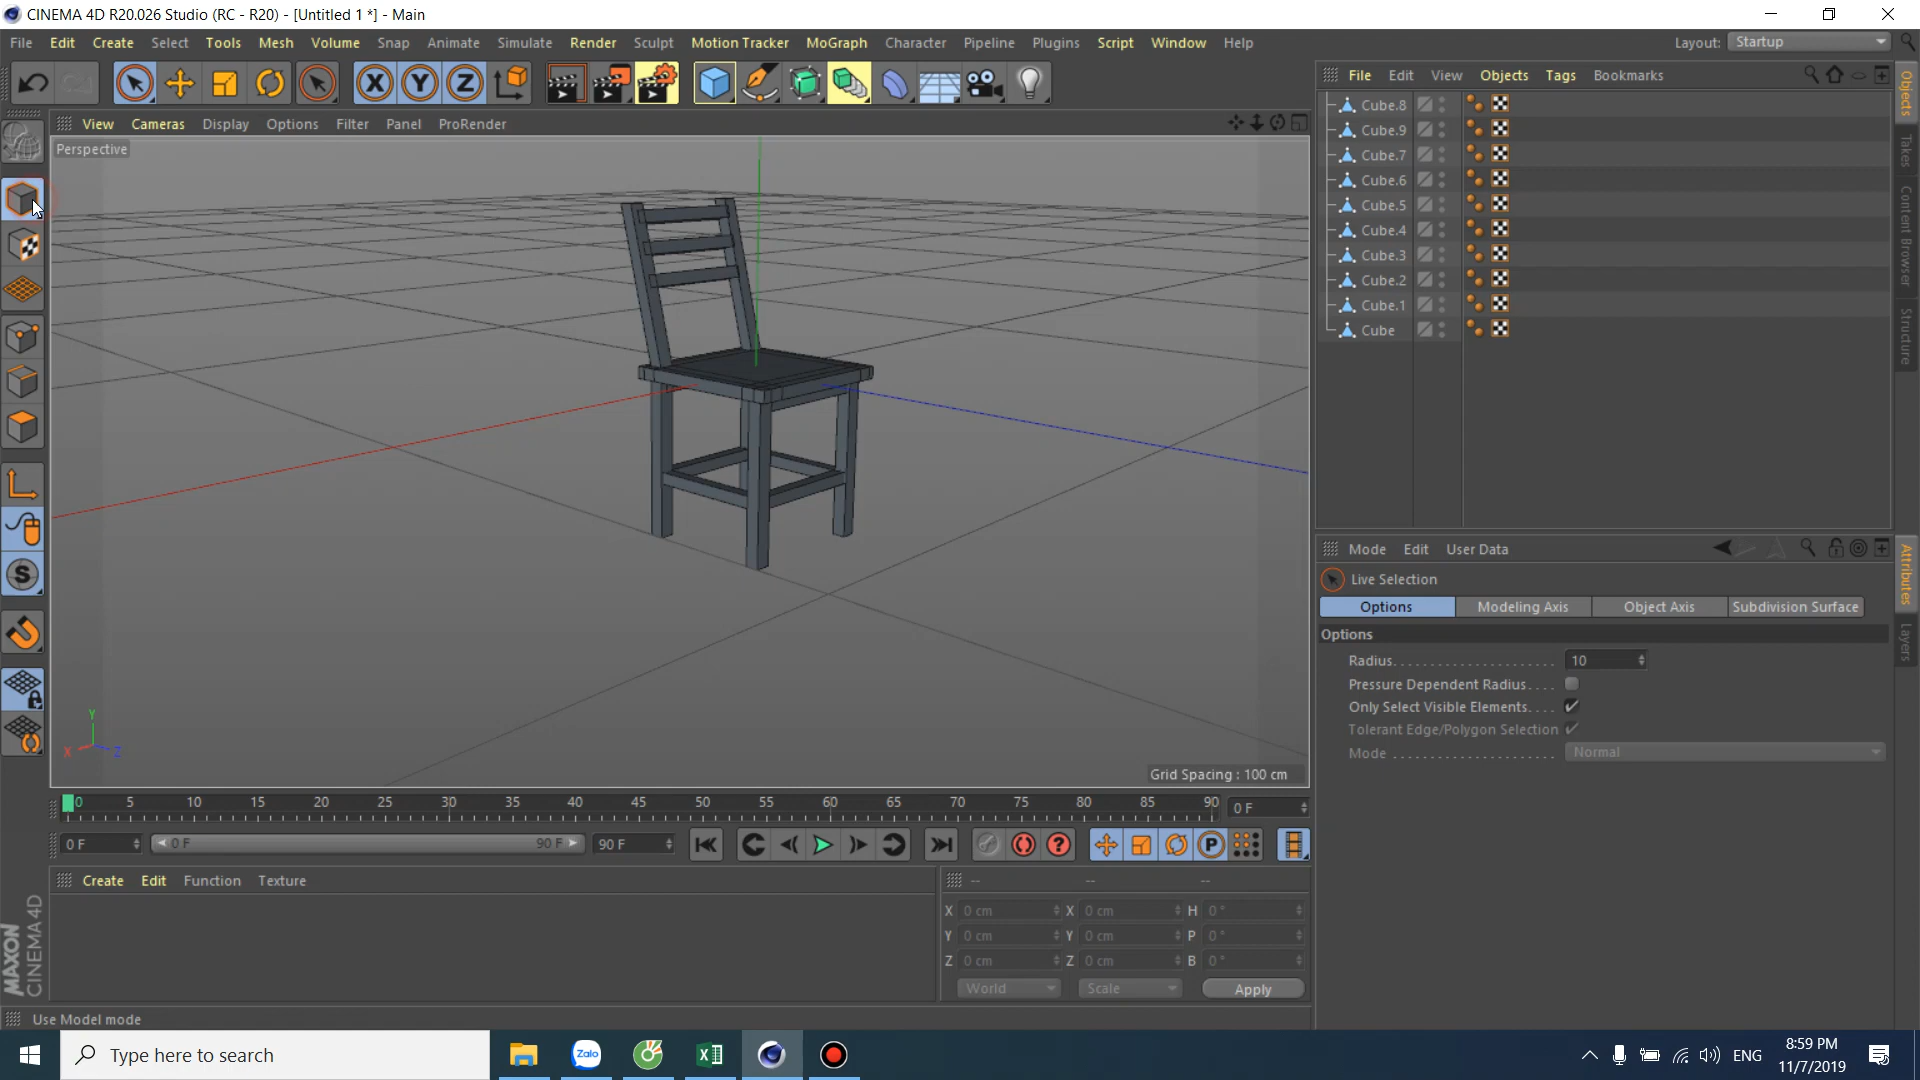 CINEMA 4D R20.026 Studio (RC - R20) - [Untitled 1 *] - Main
File Edit Create Select Tools Mesh Volume Snap Animate Simulate Render Sculpt Motion Tracker MoGraph Character Pipeline Plugins Script Window Help
Layout: Startup
X Y Z
File Edit View Objects Tags Bookmarks
View Cameras Display Options Filter Panel ProRender
Perspective
Cube.8
Cube.9
Cube.7
Cube.6
Cube.5
Cube.4
Cube.3
Cube.2
Cube.1
Cube
Objects
Takes
Content Browser
Structure
S
Mode Edit User Data
Live Selection
Options Modeling Axis Object Axis Subdivision Surface
Options
Radius 10
Pressure Dependent Radius
Only Select Visible Elements
Tolerant Edge/Polygon Selection
Mode Normal
Attributes
Layers
Y
X Z
Grid Spacing : 100 cm
0 5 10 15 20 25 30 35 40 45 50 55 60 65 70 75 80 85 90 0 F
0 F 0 F 90 F 90 F
P
Create Edit Function Texture
-- -- --
X 0 cm X 0 cm H 0 °
Y 0 cm Y 0 cm P 0 °
Z 0 cm Z 0 cm B 0 °
World Scale Apply
MAXON
CINEMA 4D
Use Model mode
Type here to search
Zalo
ENG
8:59 PM
11/7/2019